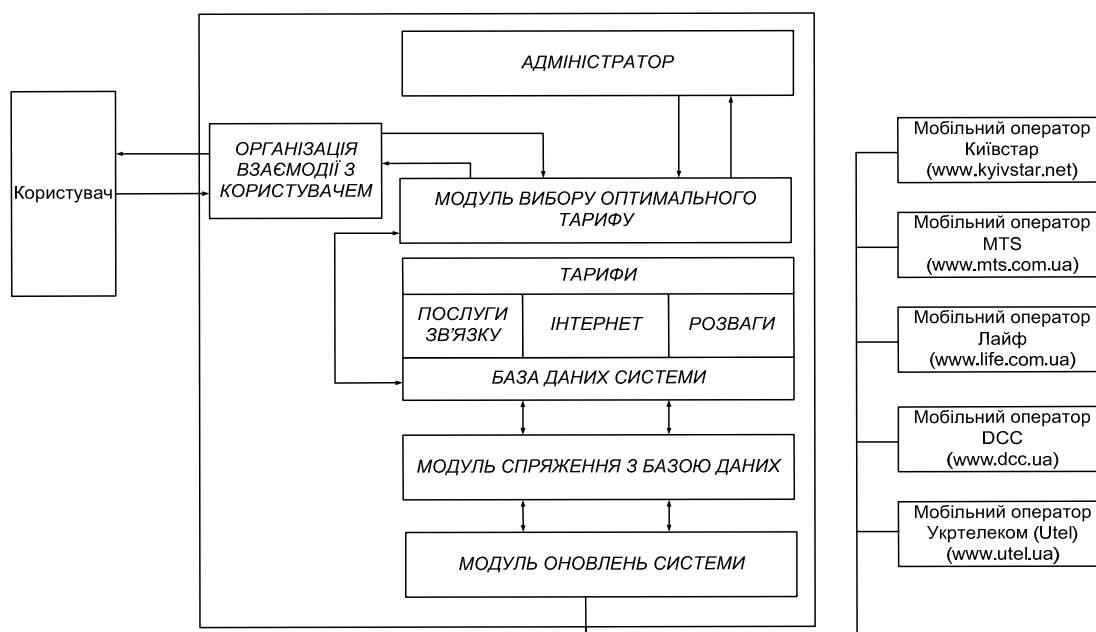 АДМІНІСТРАТОР
Користувач
ОРГАНІЗАЦІЯ
ВЗАЄМОДІЇ З
КОРИСТУВАЧЕМ
МОДУЛЬ ВИБОРУ ОПТИМАЛЬНОГО
ТАРИФУ
ТАРИФИ
ПОСЛУГИ
ЗВ'ЯЗКУ
ІНТЕРНЕТ
РОЗВАГИ
БАЗА ДАНИХ СИСТЕМИ
МОДУЛЬ СПРЯЖЕННЯ З БАЗОЮ ДАНИХ
МОДУЛЬ ОНОВЛЕНЬ СИСТЕМИ
Мобільний оператор
Київстар
(www.kyivstar.net)
Мобільний оператор
MTS
(www.mts.com.ua)
Мобільний оператор
Лайф
(www.life.com.ua)
Мобільний оператор
DCC
(www.dcc.ua)
Мобільний оператор
Укртелеком (Utel)
(www.utel.ua)